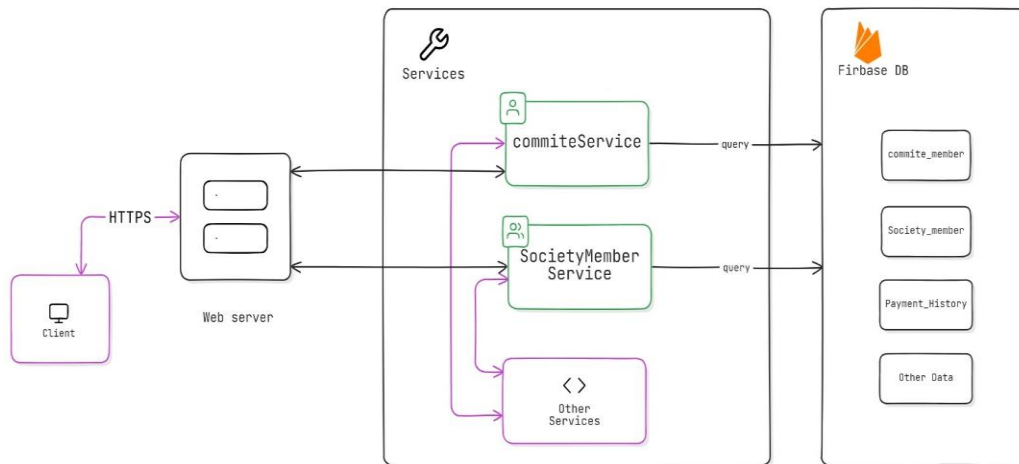 Services
Firbase DB
commiteService
query
commite_member
HTTPS
Society_member
SocietyMember
Service
query
Web server
Client
Payment_History
Other Data
Other
Services